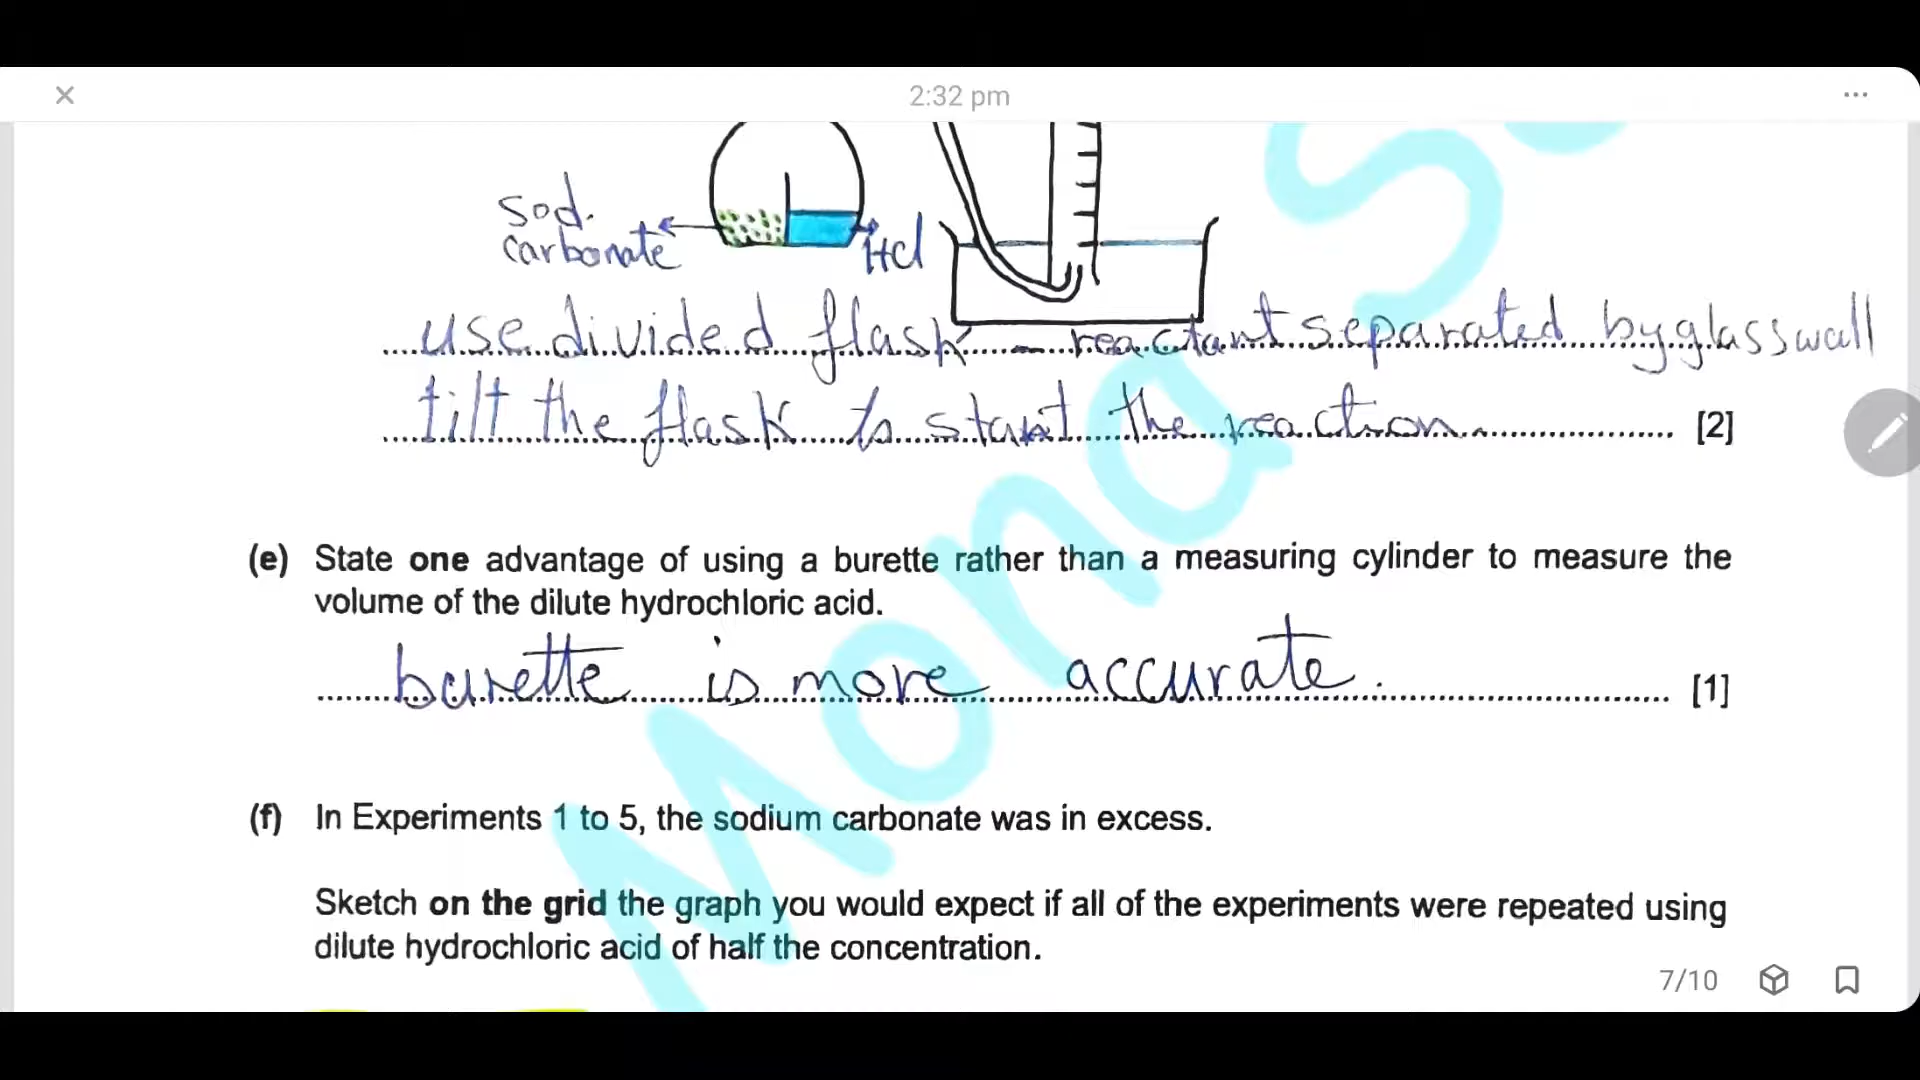 2:32 pm
sod.
carbonate
Hcl
use divided flask - reactant separated by glass wall
tilt the flask to start the reaction [2]
(e) State one advantage of using a burette rather than a measuring cylinder to measure the
volume of the dilute hydrochloric acid.
burette is more accurate. [1]
(f) In Experiments 1 to 5, the sodium carbonate was in excess.
Sketch on the grid the graph you would expect if all of the experiments were repeated using
dilute hydrochloric acid of half the concentration.
7/10
Mona S